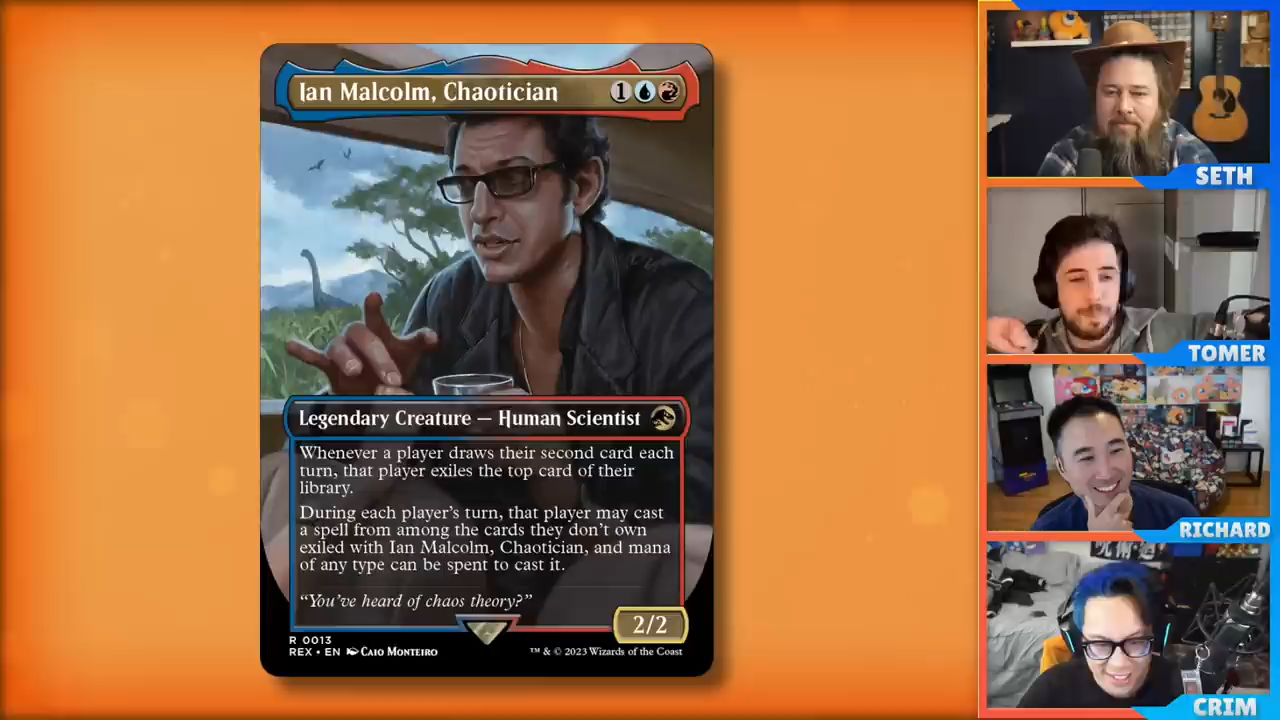 Ian Malcolm, Chaotician 1
Legendary Creature — Human Scientist
Whenever a player draws their second card each
turn, that player exiles the top card of their
library.
During each player's turn, that player may cast
a spell from among the cards they don't own
exiled with Ian Malcolm, Chaotician, and mana
of any type can be spent to cast it.
"You've heard of chaos theory?"
2/2
R 0013
REX • EN CAIO MONTEIRO
™ & © 2023 Wizards of the Coast
SETH
TOMER
RICHARD
CRIM